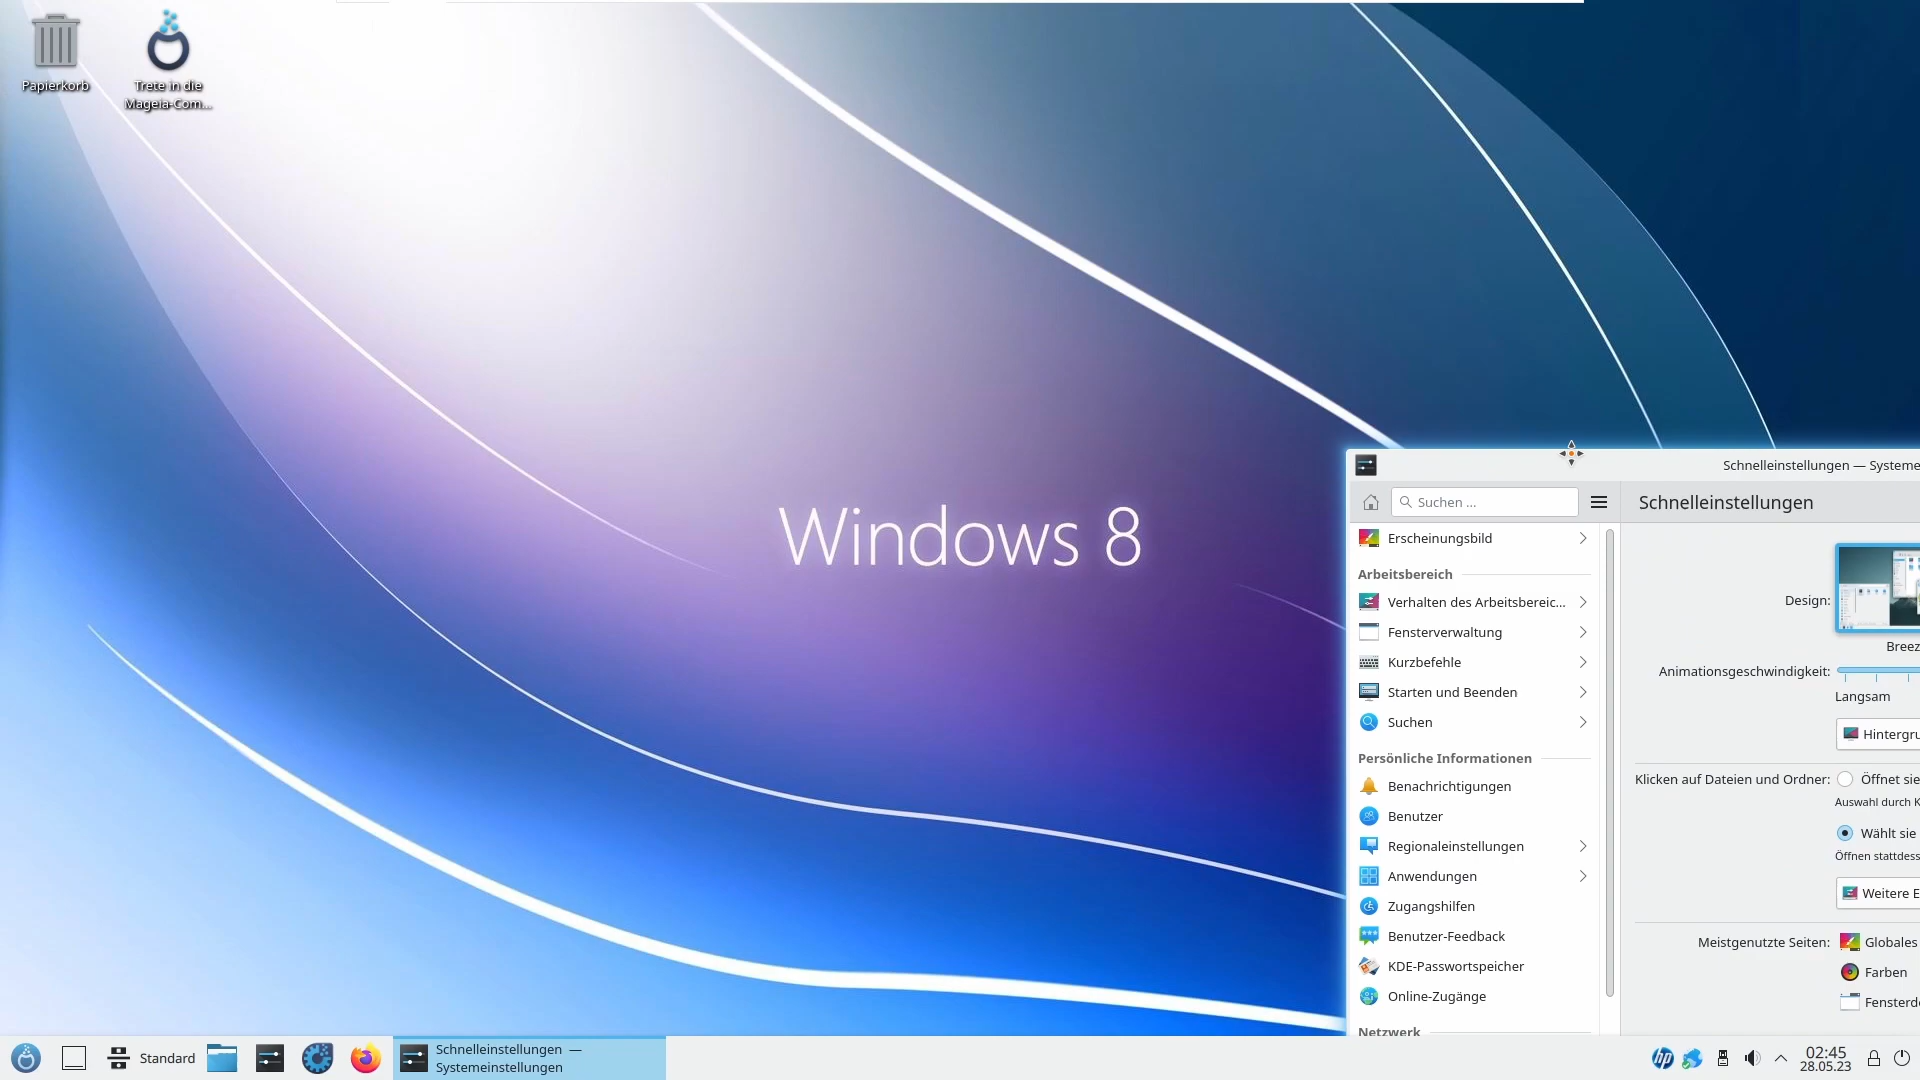 Papierkorb
Trete in die
Mageia-Com...
Windows 8
Schnelleinstellungen — Systeme
Suchen ...
Schnelleinstellungen
Erscheinungsbild
Arbeitsbereich
Verhalten des Arbeitsbereic...
Fensterverwaltung
Kurzbefehle
Starten und Beenden
Suchen
Persönliche Informationen
Benachrichtigungen
Benutzer
Regionaleinstellungen
Anwendungen
Zugangshilfen
Benutzer-Feedback
KDE-Passwortspeicher
Online-Zugänge
Netzwerk
Design:
Breez
Animationsgeschwindigkeit:
Langsam
Hintergru
Klicken auf Dateien und Ordner:
Öffnet sie
Auswahl durch K
Wählt sie
Öffnen stattdess
Weitere E
Meistgenutzte Seiten:
Globales
Farben
Fensterde
Standard
Schnelleinstellungen —
Systemeinstellungen
hp
02:45
28.05.23